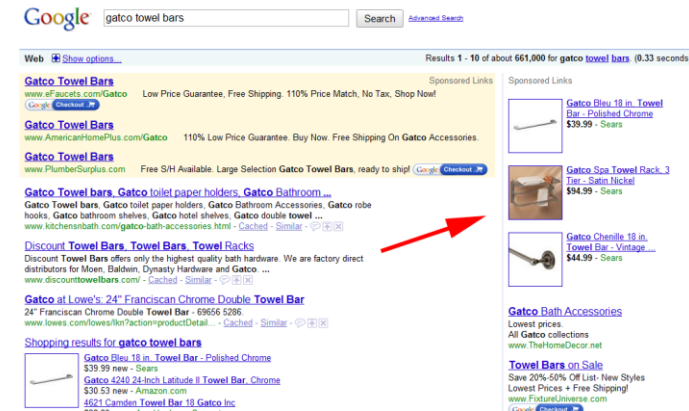 Google gatco towel bars Search Advanced Search
Web Show options... Results 1 - 10 of about 661,000 for gatco towel bars. (0.33 seconds
Sponsored Links
Gatco Towel Bars
www.eFaucets.com/Gatco Low Price Guarantee, Free Shipping. 110% Price Match, No Tax, Shop Now!
Google Checkout
Gatco Towel Bars
www.AmericanHomePlus.com/Gatco 110% Low Price Guarantee. Buy Now. Free Shipping On Gatco Accessories.
Gatco Towel Bars
www.PlumberSurplus.com Free S/H Available. Large Selection Gatco Towel Bars, ready to ship! Google Checkout
Gatco Towel bars, Gatco toilet paper holders, Gatco Bathroom ...
Gatco Towel bars, Gatco toilet paper holders, Gatco Bathroom Accessories, Gatco robe
hooks, Gatco bathroom shelves, Gatco hotel shelves, Gatco double towel ...
www.kitchensnbath.com/gatco-bath-accessories.html - Cached - Similar -
Discount Towel Bars, Towel Bars, Towel Racks
Discount Towel Bars offers only the highest quality bath hardware. We are factory direct
distributors for Moen, Baldwin, Dynasty Hardware and Gatco. ...
www.discounttowelbars.com/ - Cached - Similar -
Gatco at Lowe's: 24" Franciscan Chrome Double Towel Bar
24" Franciscan Chrome Double Towel Bar - 69656 5286.
www.lowes.com/lowes/lkn?action=productDetail... - Cached - Similar -
Shopping results for gatco towel bars
Gatco Bleu 18 in. Towel Bar - Polished Chrome
$39.99 new - Sears
Gatco 4240 24-Inch Latitude II Towel Bar, Chrome
$30.53 new - Amazon.com
4621 Camden Towel Bar 18 Gatco Inc
Sponsored Links
Gatco Bleu 18 in. Towel
Bar - Polished Chrome
$39.99 - Sears
Gatco Spa Towel Rack, 3
Tier - Satin Nickel
$94.99 - Sears
Gatco Chenille 18 in.
Towel Bar - Vintage ...
$44.99 - Sears
Gatco Bath Accessories
Lowest prices.
All Gatco collections
www.TheHomeDecor.net
Towel Bars on Sale
Save 20%-50% Off List- New Styles
Lowest Prices + Free Shipping!
www.FixtureUniverse.com
Google Checkout